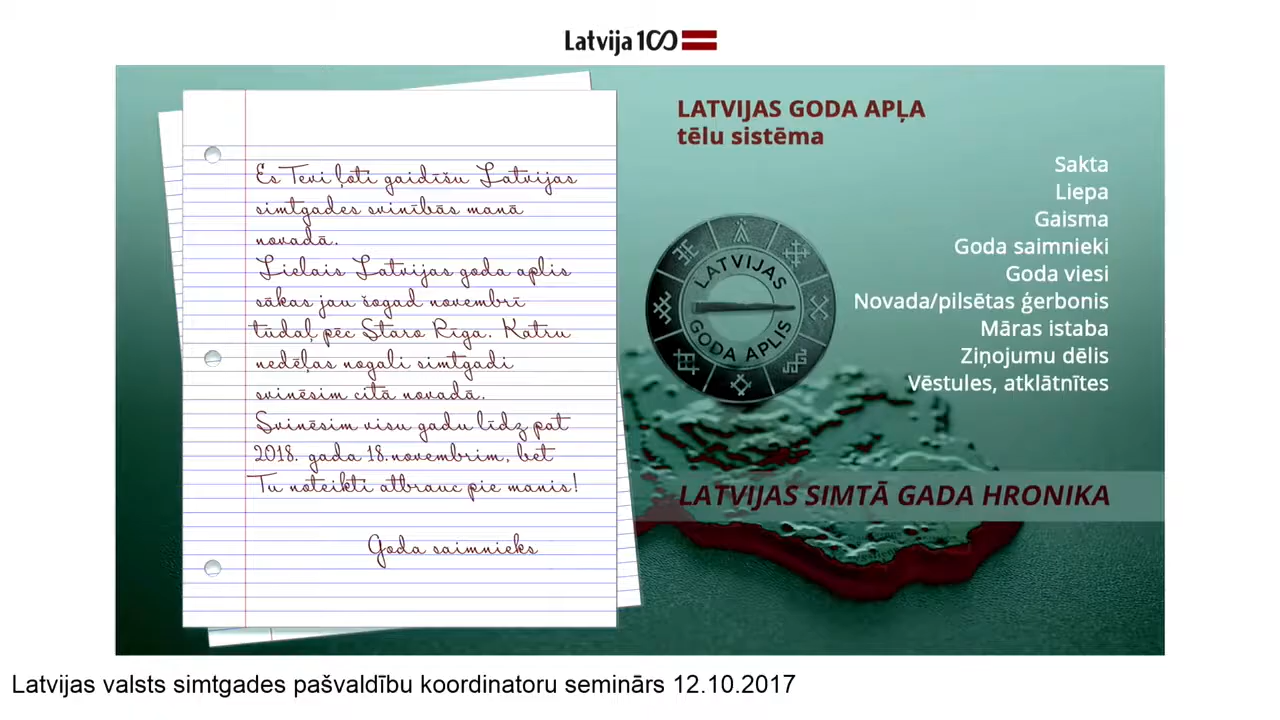 Latvija 100
Es Tevi ļoti gaidīšu Latvijas
simtgades svinībās manā
novadā.
Lielais Latvijas goda aplis
sākas jau šogad novembrī
tūdaļ pēc Staro Rīga. Katru
nedēļas nogali simtgadi
svinēsim citā novadā.
Svinēsim visu gadu līdz pat
2018. gada 18.novembrim, bet
Tu noteikti atbrauc pie manis!
Goda saimnieks
LATVIJAS GODA APĻA
tēlu sistēma
Sakta
Liepa
Gaisma
Goda saimnieki
Goda viesi
Novada/pilsētas ģerbonis
Māras istaba
Ziņojumu dēlis
Vēstules, atklātnītes
LATVIJAS
GODA APLIS
LATVIJAS SIMTĀ GADA HRONIKA
Latvijas valsts simtgades pašvaldību koordinatoru seminārs 12.10.2017